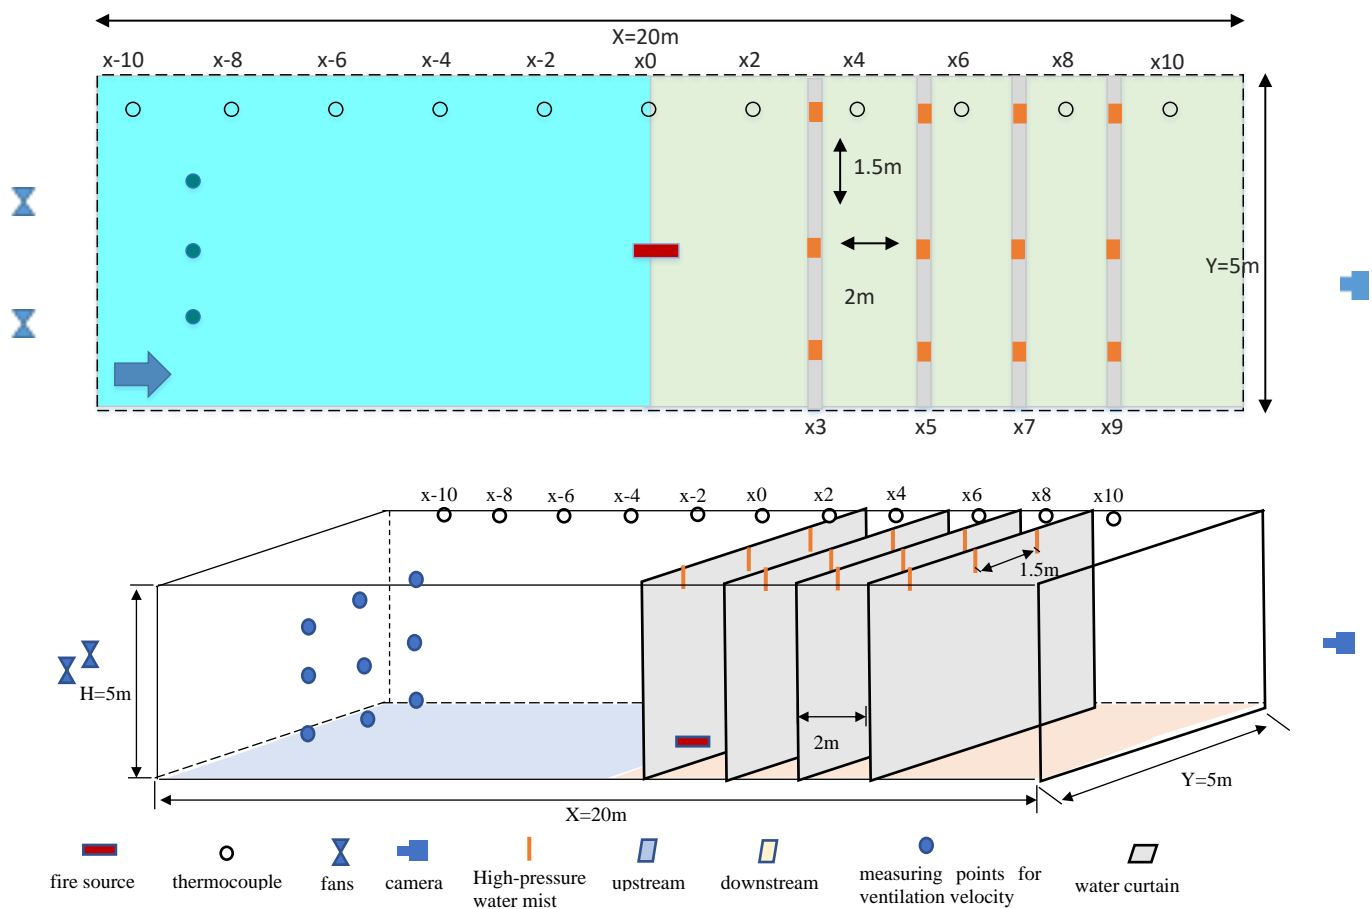 X=20m
x-10 x-8 x-6 x-4 x-2 x0 x2 x4 x6 x8 x10
1.5m
2m
Y=5m
x3 x5 x7 x9
x-10 x-8 x-6 x-4 x-2 x0 x2 x4 x6 x8 x10
1.5m
H=5m
2m
Y=5m
X=20m
fire source
thermocouple
fans
camera
High-pressure
water mist
upstream
downstream
measuring points for
ventilation velocity
water curtain